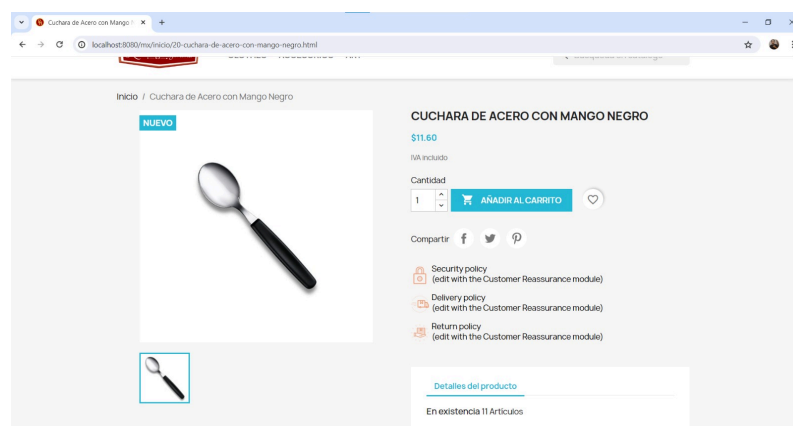 Cuchara de Acero con Mango
localhost:8080/mx/inicio/20-cuchara-de-acero-con-mango-negro.html
Inicio / Cuchara de Acero con Mango Negro
NUEVO
CUCHARA DE ACERO CON MANGO NEGRO
$11.60
IVA incluido
Cantidad
1
AÑADIR AL CARRITO
Compartir
Security policy
(edit with the Customer Reassurance module)
Delivery policy
(edit with the Customer Reassurance module)
Return policy
(edit with the Customer Reassurance module)
Detalles del producto
En existencia 11 Artículos